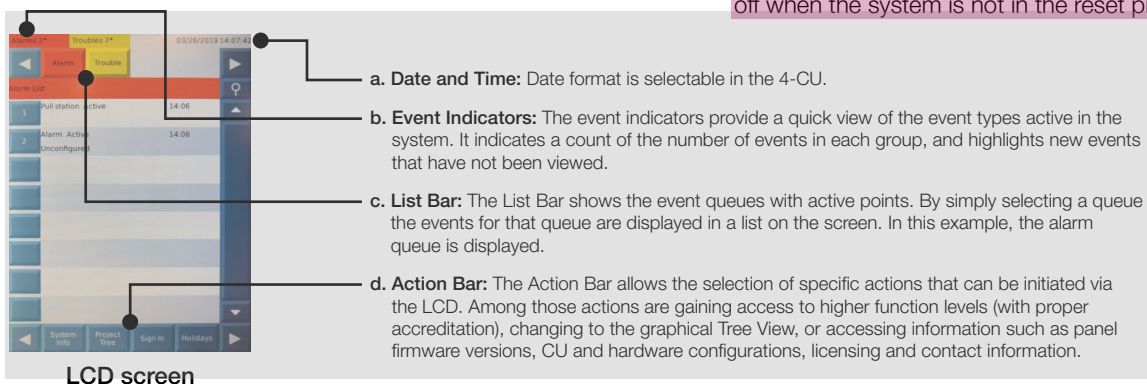 off when the system is not in the reset p
Alarms 2* Troubles 7* 03/26/2019 14:07:42
Alarm Trouble
Alarm List
1 Pull station Active 14:06
2 Alarm Active 14:06
Unconfigured
System Info Project Tree Sign In Holidays
LCD screen
a. Date and Time: Date format is selectable in the 4-CU.
b. Event Indicators: The event indicators provide a quick view of the event types active in the
system. It indicates a count of the number of events in each group, and highlights new events
that have not been viewed.
c. List Bar: The List Bar shows the event queues with active points. By simply selecting a queue
the events for that queue are displayed in a list on the screen. In this example, the alarm
queue is displayed.
d. Action Bar: The Action Bar allows the selection of specific actions that can be initiated via
the LCD. Among those actions are gaining access to higher function levels (with proper
accreditation), changing to the graphical Tree View, or accessing information such as panel
firmware versions, CU and hardware configurations, licensing and contact information.